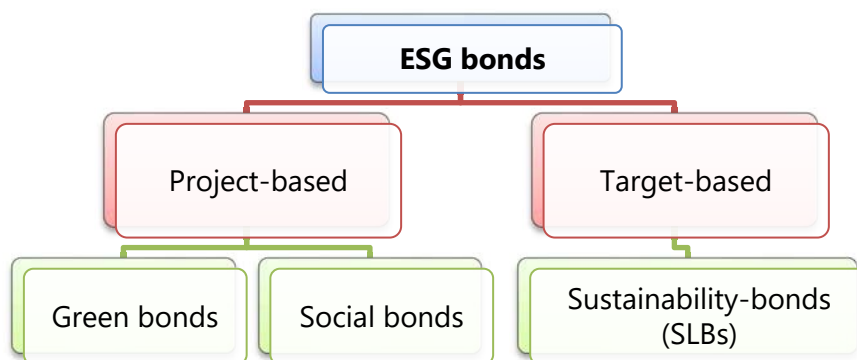 ESG bonds
Project-based
Target-based
Green bonds
Social bonds
Sustainability-bonds
(SLBs)